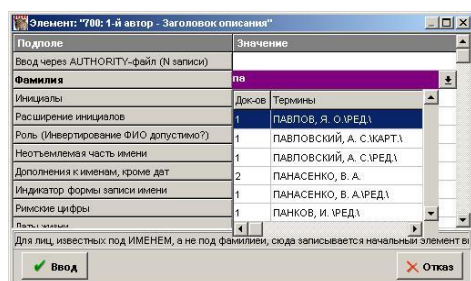 Элемент: "700: 1-й автор - Заголовок описания"
Подполе Значение
Ввод через AUTHORITY-файл (N записи)
Фамилия па
Инициалы
Док-ов Термины
Расширение инициалов
1 ПАВЛОВ, Я. О.\РЕД.\
Роль (Инвертирование ФИО допустимо?)
1 ПАВЛОВСКИЙ, А. С.\КАРТ.\
Неотъемлемая часть имени
1 ПАВЛОВСКИЙ, А. С.\РЕД.\
Дополнения к именам, кроме дат
2 ПАНАСЕНКО, В. А.
Индикатор формы записи имени
1 ПАНАСЕНКО, В. А.\РЕД.\
Римские цифры
1 ПАНКОВ, И. \РЕД.\
Даты жизни
Для лиц, известных под ИМЕНЕМ, а не под фамилией, сюда записывается начальный элемент
Ввод Отказ